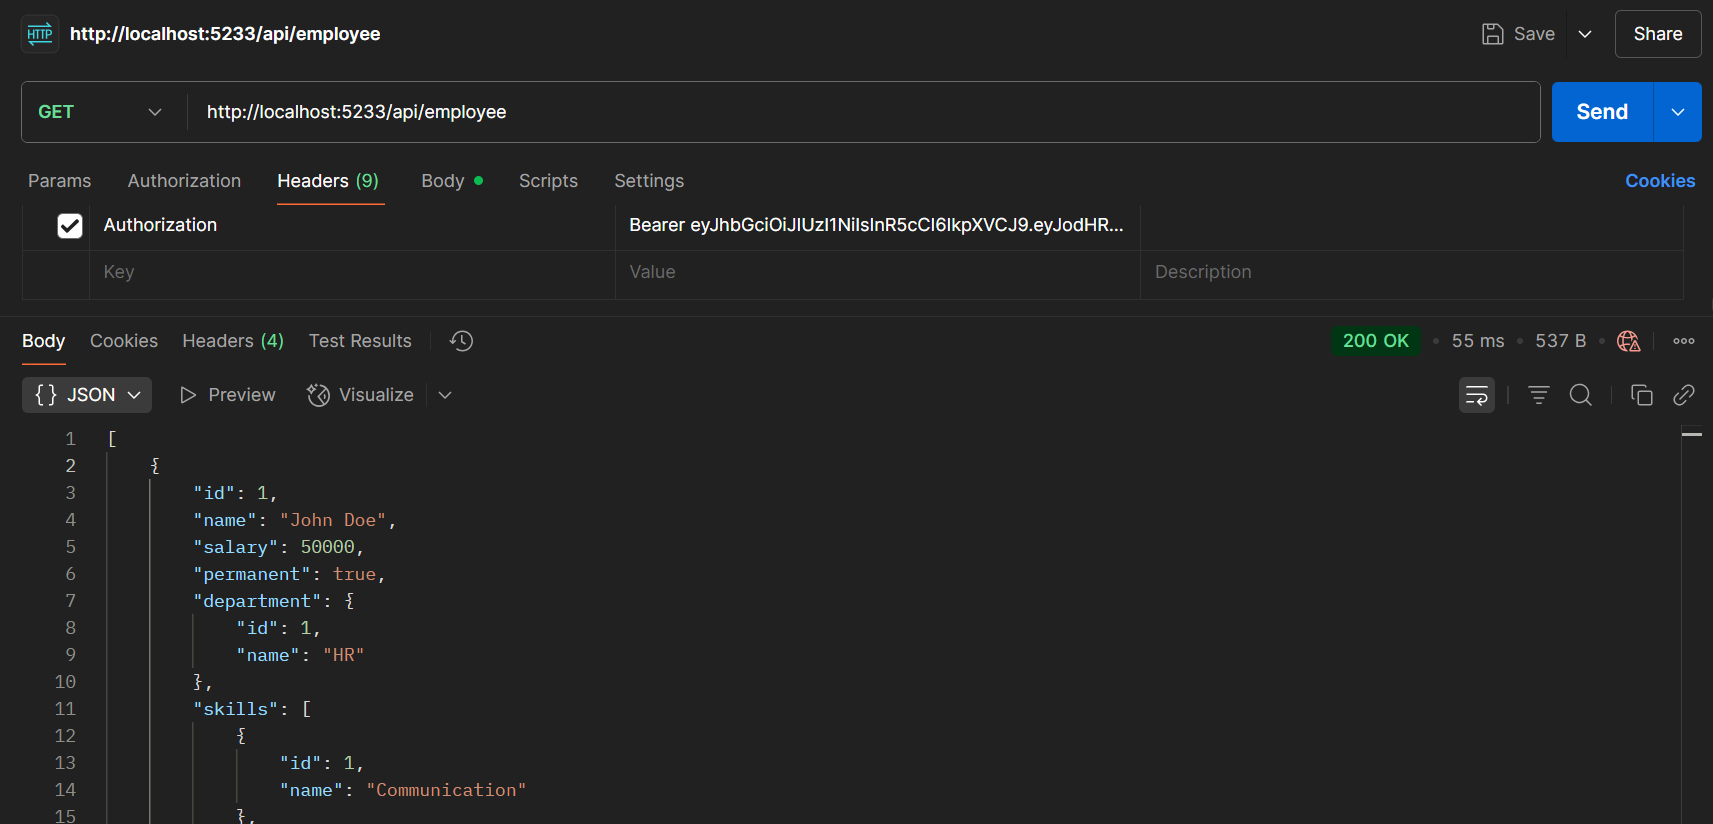 HTTP http://localhost:5233/api/employee Save Share
GET http://localhost:5233/api/employee Send
Params Authorization Headers (9) Body Scripts Settings Cookies
Authorization Bearer eyJhbGciOiJIUzI1NiIsInR5cCI6IkpXVCJ9.eyJodHR...
Key Value Description
Body Cookies Headers (4) Test Results 200 OK • 55 ms • 537 B
{} JSON Preview Visualize
1 [
2 {
3 "id": 1,
4 "name": "John Doe",
5 "salary": 50000,
6 "permanent": true,
7 "department": {
8 "id": 1,
9 "name": "HR"
10 },
11 "skills": [
12 {
13 "id": 1,
14 "name": "Communication"
15 },